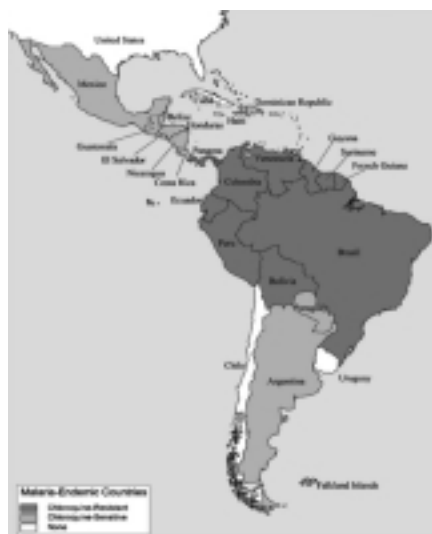 United States
Mexico
Cuba
Dominican Republic
Haiti
Belize
Honduras
Guatemala
El Salvador
Nicaragua
Costa Rica
Panama
Venezuela
Guyana
Suriname
French Guiana
Colombia
Ecuador
Peru
Brazil
Bolivia
Paraguay
Chile
Argentina
Uruguay
Falkland Islands
Malaria-Endemic Countries
Chloroquine-Resistant
Chloroquine-Sensitive
None